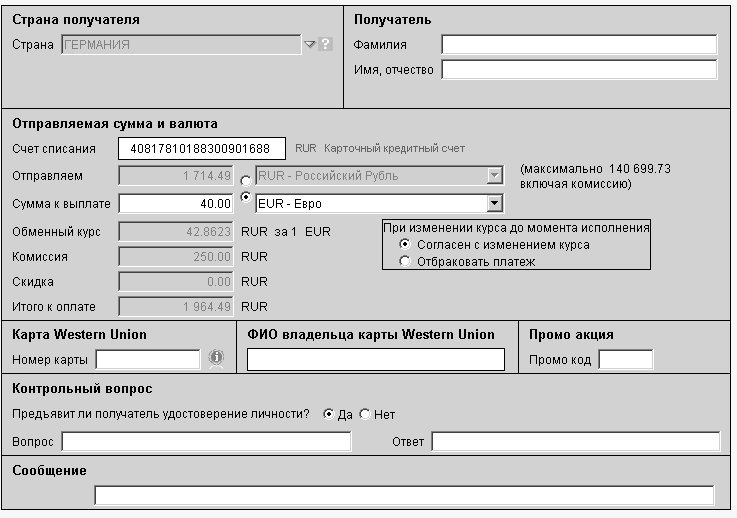 Страна получателя
Страна ГЕРМАНИЯ ?
Получатель
Фамилия
Имя, отчество
Отправляемая сумма и валюта
Счет списания 40817810188300901688 RUR Карточный кредитный счет
Отправляем 1 714.49 RUR - Российский Рубль (максимально 140 699.73
включая комиссию)
Сумма к выплате 40.00 EUR - Евро
Обменный курс 42.8623 RUR за 1 EUR
При изменении курса до момента исполнения
Согласен с изменением курса
Отбраковать платеж
Комиссия 250.00 RUR
Скидка 0.00 RUR
Итого к оплате 1 964.49 RUR
Карта Western Union
Номер карты
ФИО владельца карты Western Union
Промо акция
Промо код
Контрольный вопрос
Предъявит ли получатель удостоверение личности? Да Нет
Вопрос Ответ
Сообщение